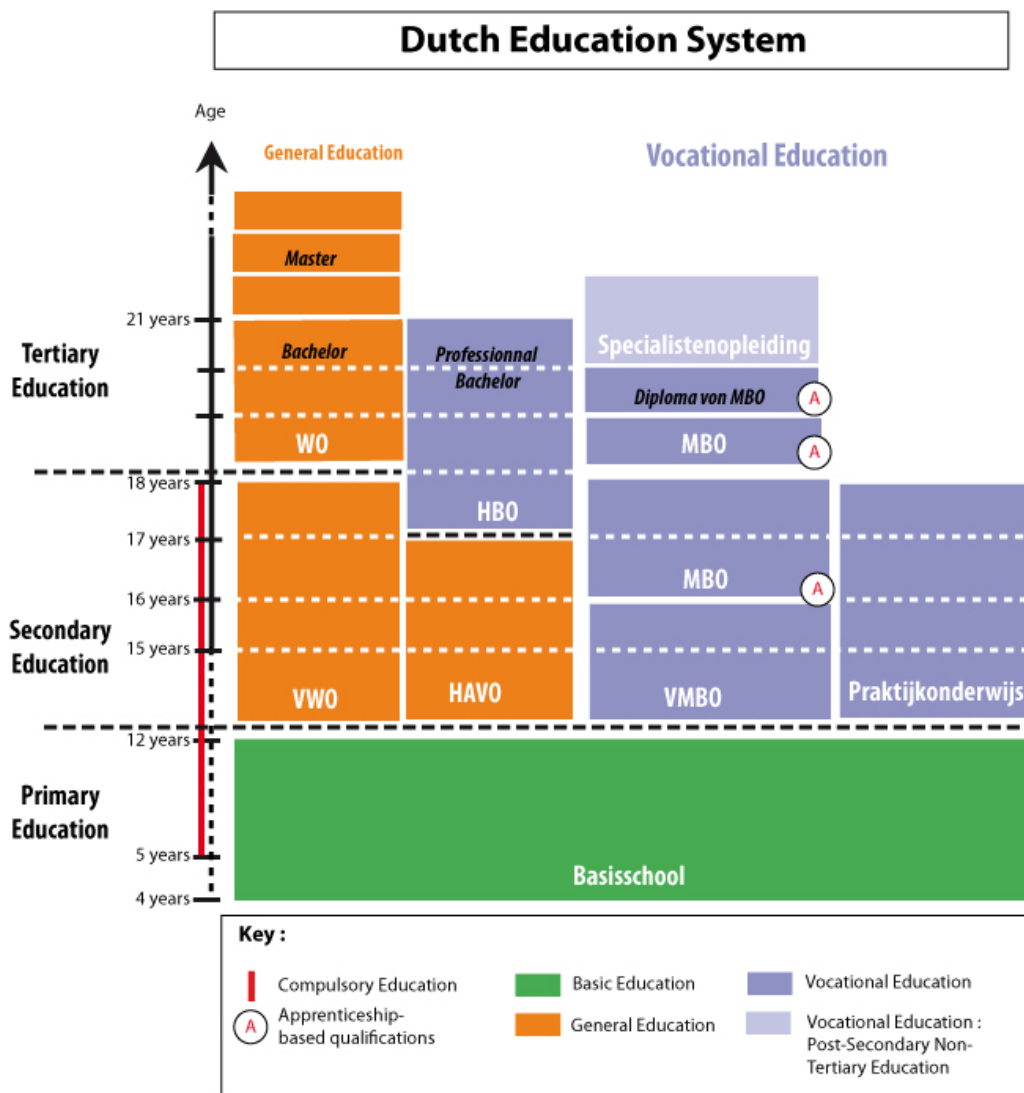 Dutch Education System
Age
General Education
Vocational Education
Master
21 years
Tertiary
Education
Bachelor
Professionnal
Bachelor
Specialistenopleiding
Diploma von MBO
A
WO
MBO
A
18 years
HBO
17 years
MBO
A
16 years
Secondary
Education
15 years
VWO
HAVO
VMBO
Praktijkonderwijs
12 years
Primary
Education
5 years
Basisschool
4 years
Key :
Compulsory Education
Basic Education
Vocational Education
A
Apprenticeship-
based qualifications
General Education
Vocational Education :
Post-Secondary Non-
Tertiary Education